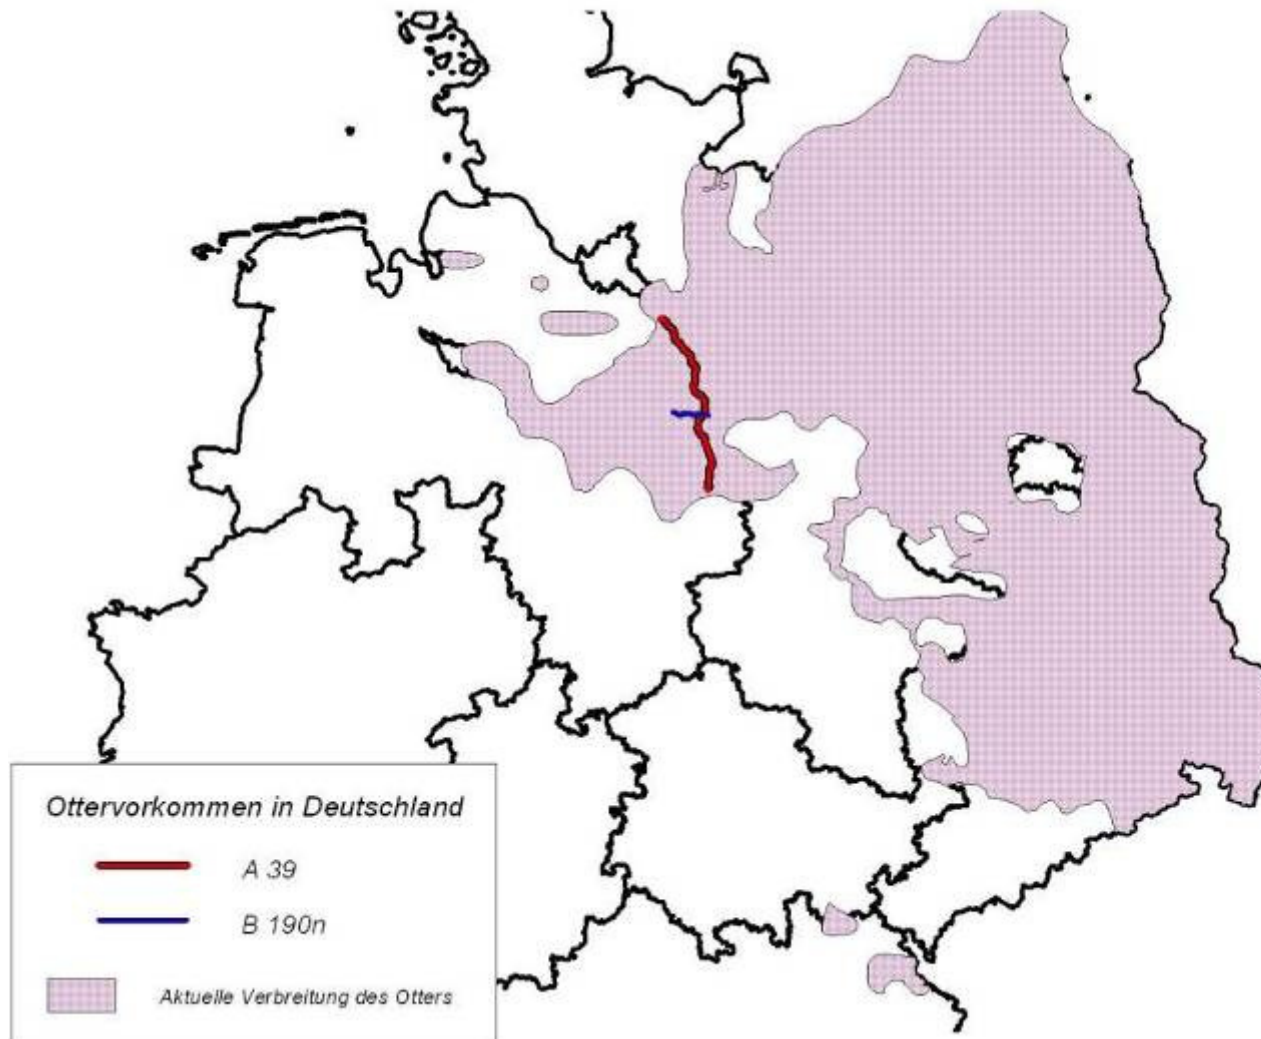 Ottervorkommen in Deutschland
A 39
B 190n
Aktuelle Verbreitung des Otters